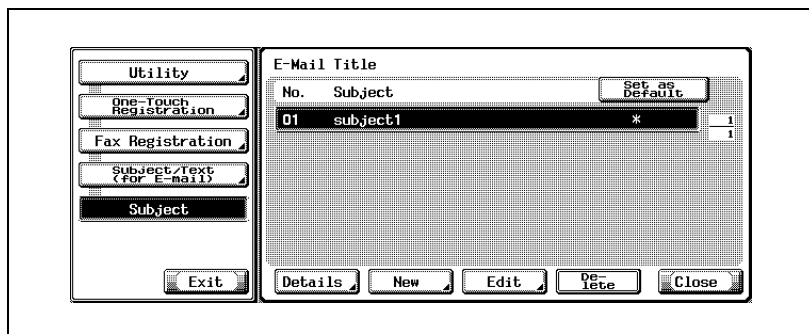 Utility
One-Touch
Registration
Fax Registration
Subject/Text
(for E-mail)
Subject
Exit
E-Mail Title
No. Subject
Set as
Default
01 subject1 *
1
1
Details
New
Edit
De-
lete
Close